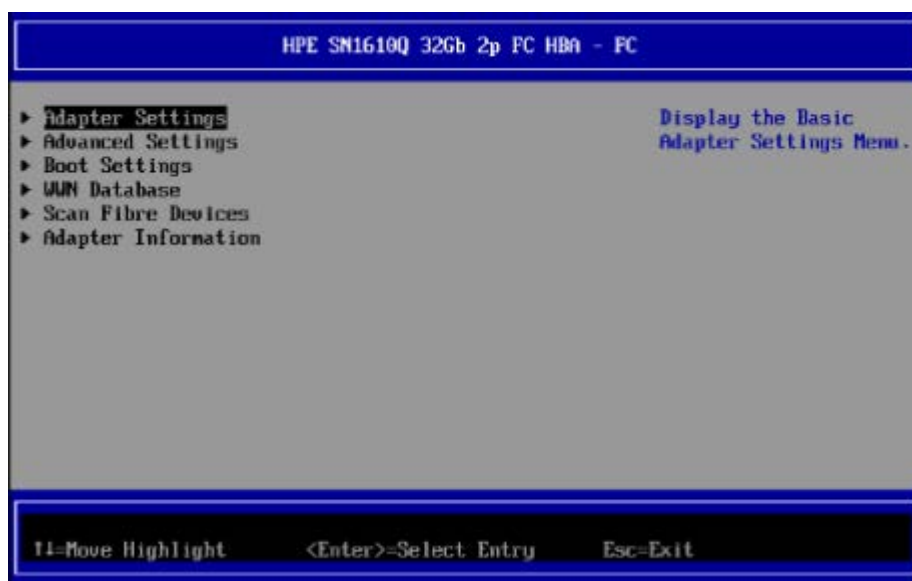 HPE SN1610Q 32Gb 2p FC HBA - FC
▶ Adapter Settings
▶ Advanced Settings
▶ Boot Settings
▶ WWN Database
▶ Scan Fibre Devices
▶ Adapter Information
Display the Basic
Adapter Settings Menu.
↑↓=Move Highlight <Enter>=Select Entry Esc=Exit